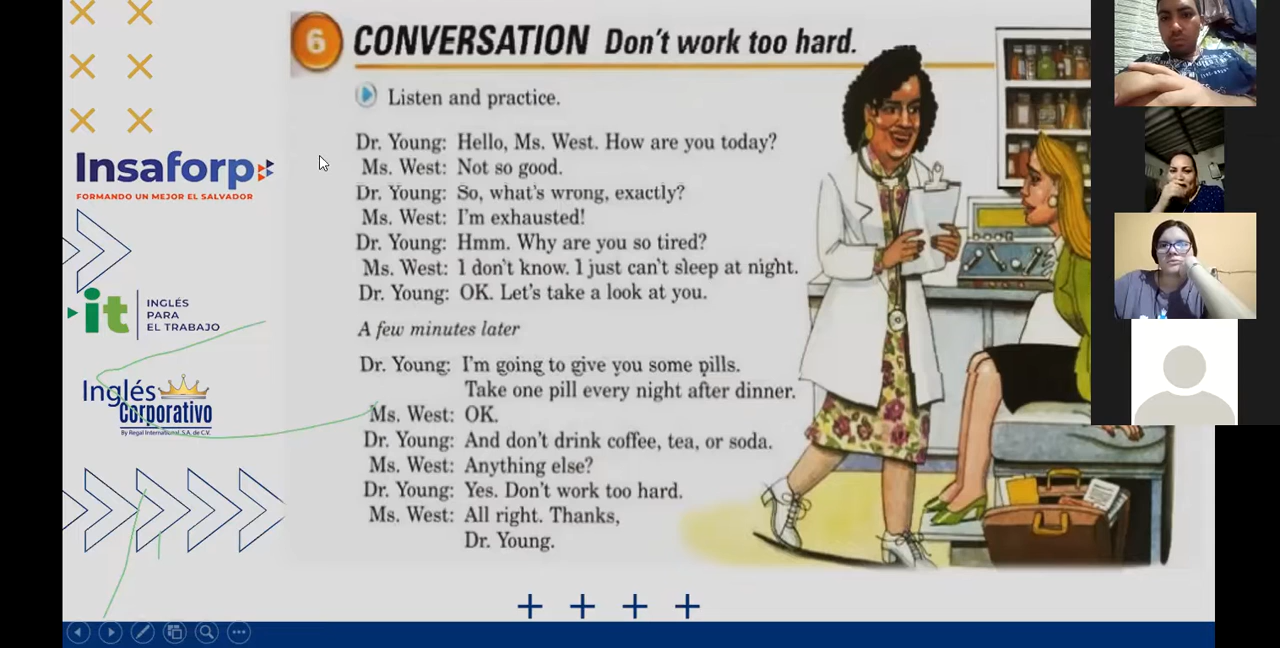 6 CONVERSATION Don't work too hard.
Listen and practice.
Dr. Young: Hello, Ms. West. How are you today?
Ms. West: Not so good.
Dr. Young: So, what's wrong, exactly?
Ms. West: I'm exhausted!
Dr. Young: Hmm. Why are you so tired?
Ms. West: I don't know. I just can't sleep at night.
Dr. Young: OK. Let's take a look at you.
A few minutes later
Dr. Young: I'm going to give you some pills.
Take one pill every night after dinner.
Ms. West: OK.
Dr. Young: And don't drink coffee, tea, or soda.
Ms. West: Anything else?
Dr. Young: Yes. Don't work too hard.
Ms. West: All right. Thanks,
Dr. Young.
Insaforp
FORMANDO UN MEJOR EL SALVADOR
it
INGLÉS
PARA
EL TRABAJO
Inglés
Corporativo
By Regal International, S.A. de C.V.